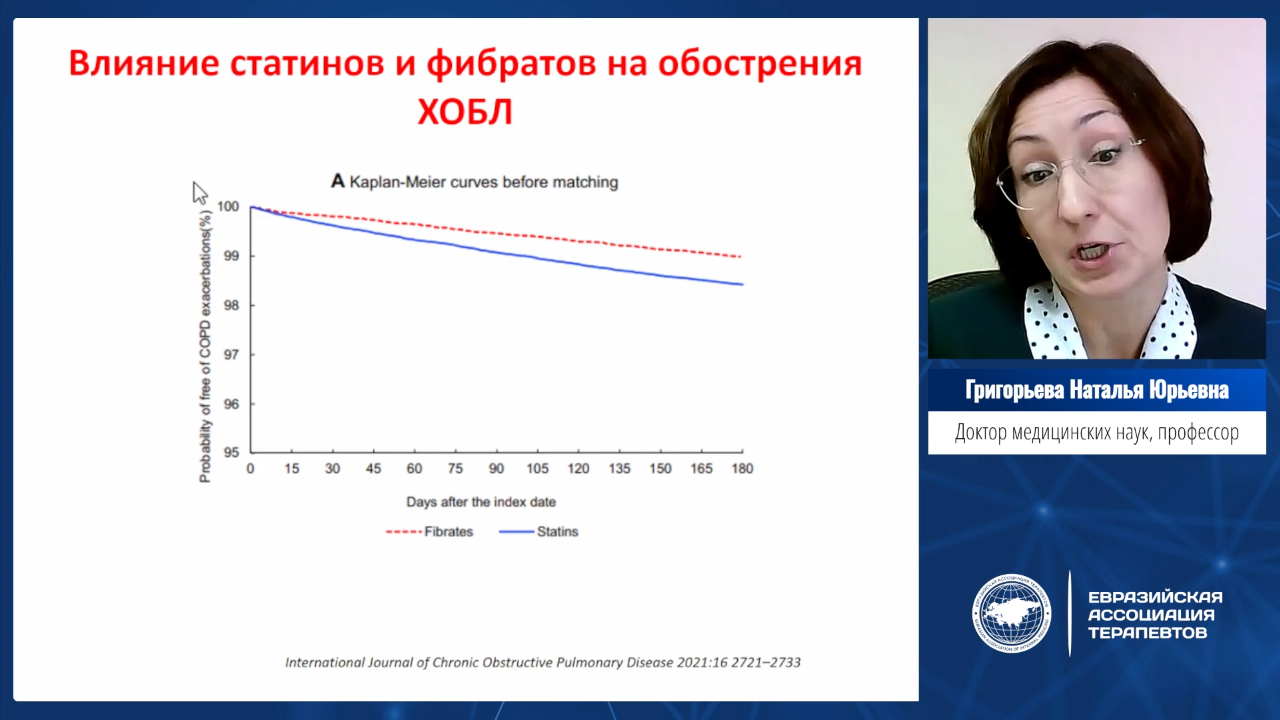 Влияние статинов и фибратов на обострения
ХОБЛ
A Kaplan-Meier curves before matching
Probability of free of COPD exacerbations(%)
100
99
98
97
96
95
0 15 30 45 60 75 90 105 120 135 150 165 180
Days after the index date
Fibrates Statins
International Journal of Chronic Obstructive Pulmonary Disease 2021:16 2721–2733
Григорьева Наталья Юрьевна
Доктор медицинских наук, профессор
ЕВРАЗИЙСКАЯ
АССОЦИАЦИЯ
ТЕРАПЕВТОВ